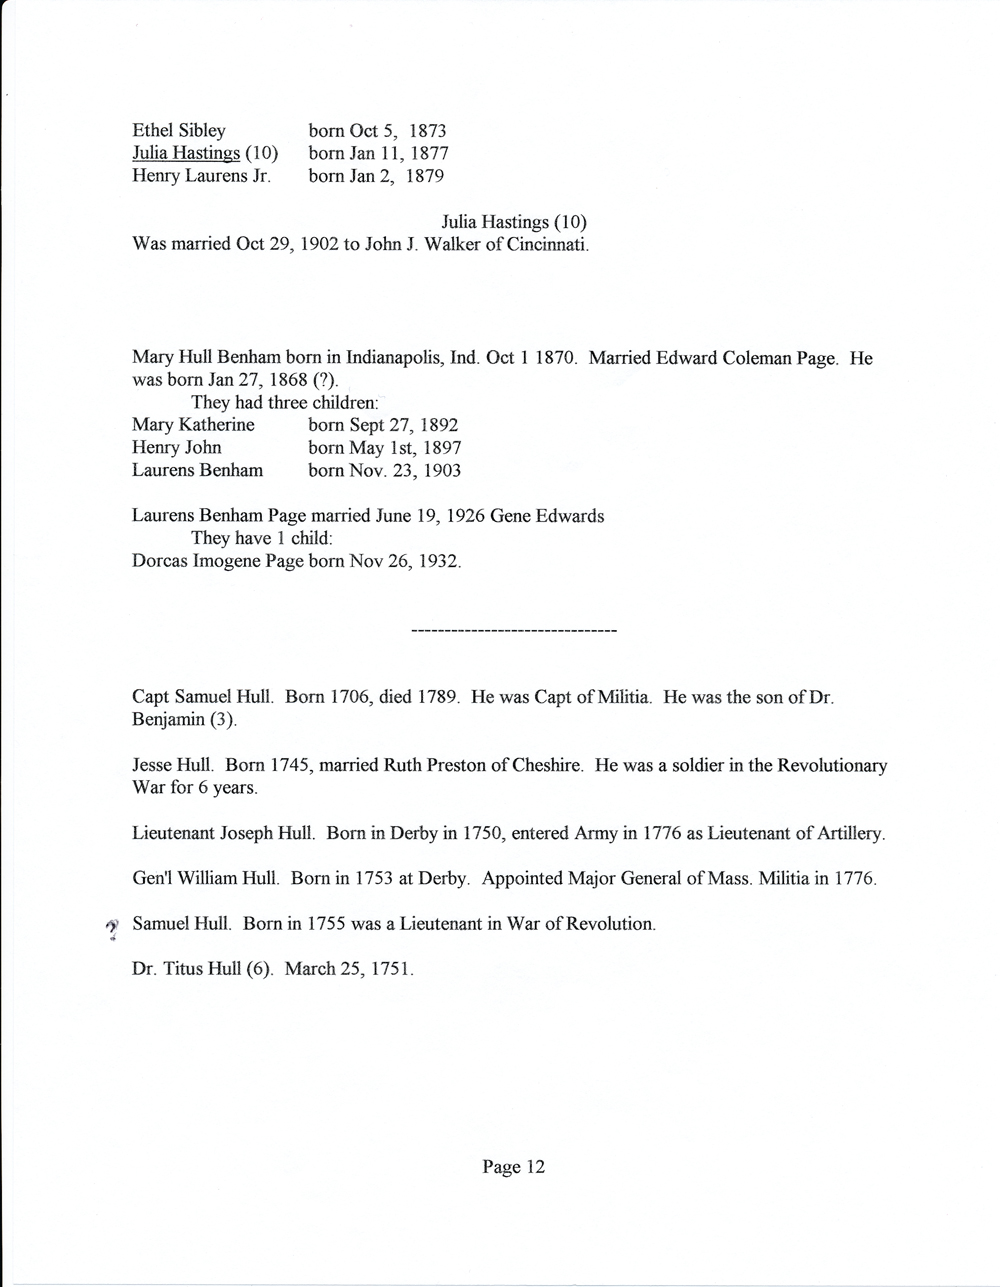 Ethel Sibley born Oct 5, 1873
Julia Hastings (10) born Jan 11, 1877
Henry Laurens Jr. born Jan 2, 1879
Julia Hastings (10)
Was married Oct 29, 1902 to John J. Walker of Cincinnati.
Mary Hull Benham born in Indianapolis, Ind. Oct 1 1870. Married Edward Coleman Page. He
was born Jan 27, 1868 (?).
They had three children:
Mary Katherine born Sept 27, 1892
Henry John born May 1st, 1897
Laurens Benham born Nov. 23, 1903
Laurens Benham Page married June 19, 1926 Gene Edwards
They have 1 child:
Dorcas Imogene Page born Nov 26, 1932.
-------------------------------
Capt Samuel Hull. Born 1706, died 1789. He was Capt of Militia. He was the son of Dr.
Benjamin (3).
Jesse Hull. Born 1745, married Ruth Preston of Cheshire. He was a soldier in the Revolutionary
War for 6 years.
Lieutenant Joseph Hull. Born in Derby in 1750, entered Army in 1776 as Lieutenant of Artillery.
Gen'l William Hull. Born in 1753 at Derby. Appointed Major General of Mass. Militia in 1776.
? Samuel Hull. Born in 1755 was a Lieutenant in War of Revolution.
Dr. Titus Hull (6). March 25, 1751.
Page 12